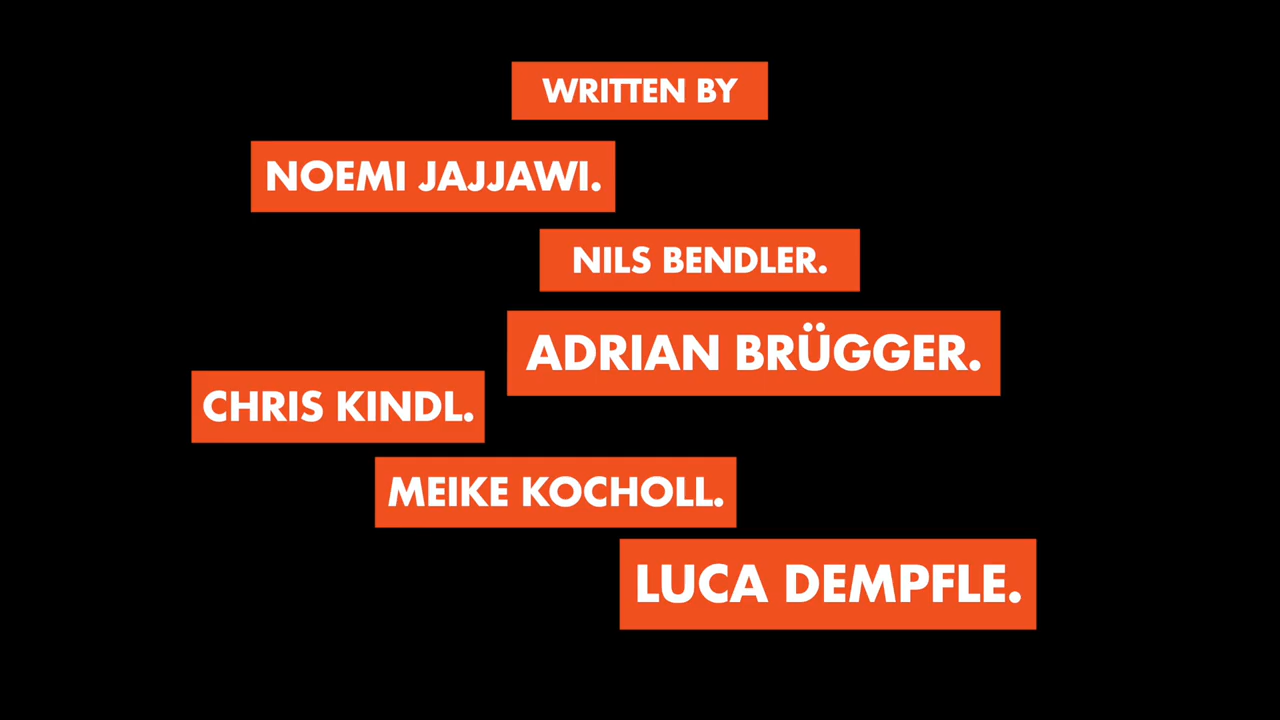 WRITTEN BY
NOEMI JAJJAWI.
NILS BENDLER.
ADRIAN BRÜGGER.
CHRIS KINDL.
MEIKE KOCHOLL.
LUCA DEMPFLE.